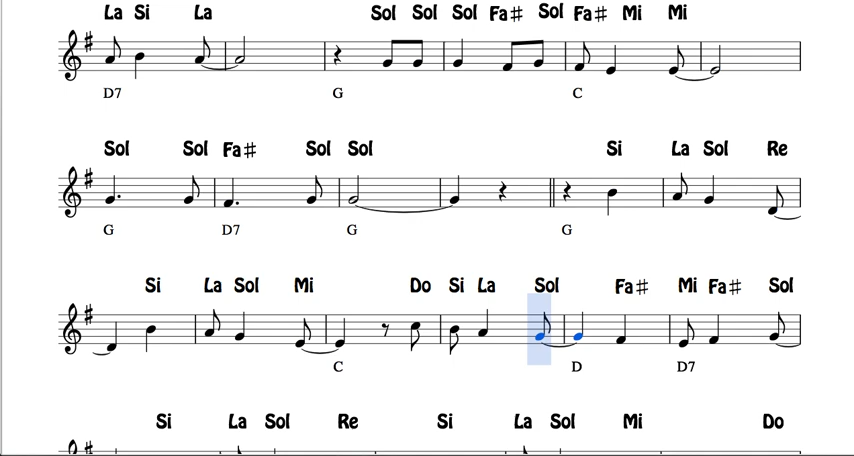 La Si La Sol Sol Sol Fa♯ Sol Fa♯ Mi Mi
D7 G C
Sol Sol Fa♯ Sol Sol Si La Sol Re
G D7 G G
Si La Sol Mi Do Si La Sol Fa♯ Mi Fa♯ Sol
C D D7
Si La Sol Re Si La Sol Mi Do